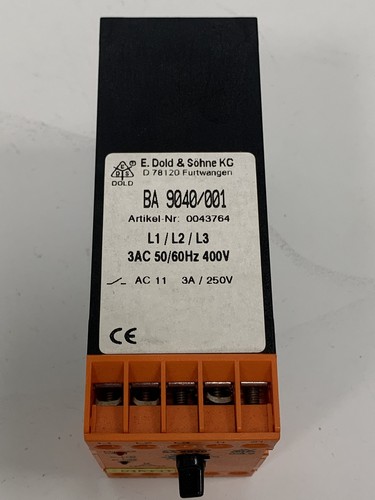 E. Dold & Söhne KG
D 78120 Furtwangen
DOLD
BA 9040/001
Artikel-Nr: 0043764
L1 / L2 / L3
3AC 50/60Hz 400V
AC 11 3A / 250V
CE